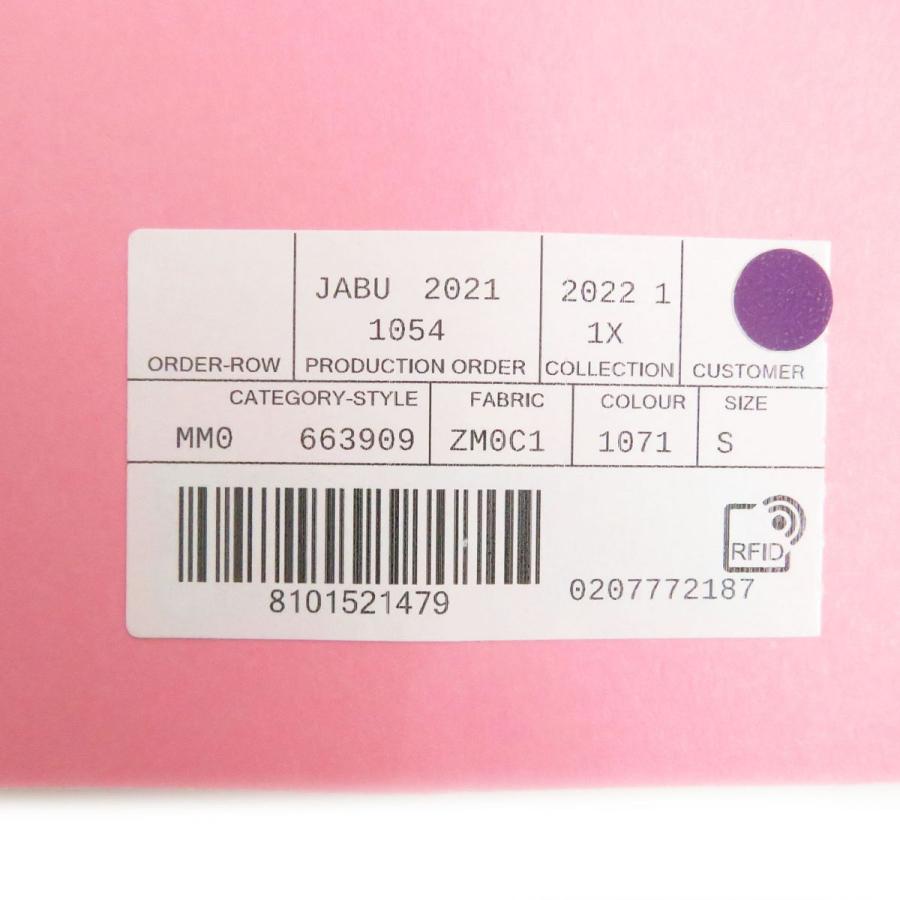 JABU 2021 2022 1
1054 1X
ORDER-ROW PRODUCTION ORDER COLLECTION CUSTOMER
CATEGORY-STYLE FABRIC COLOUR SIZE
MM0 663909 ZM0C1 1071 S
RFID
8101521479 0207772187